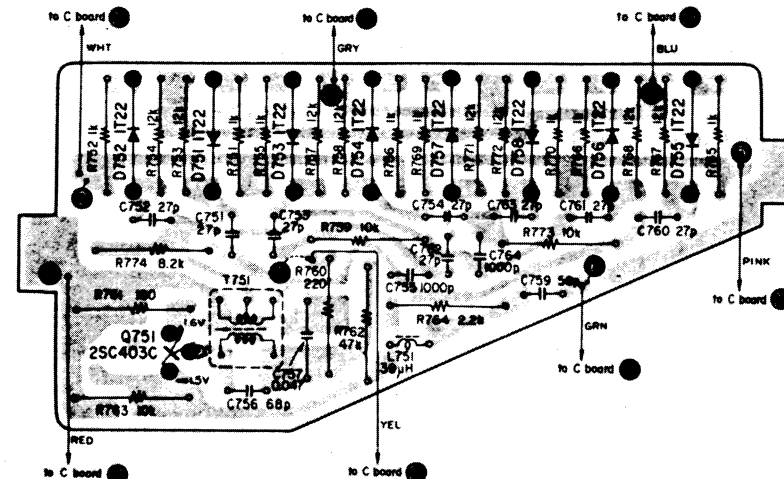 to C board
to C board
to C board
WHT
GRY
BLU
R752 1k
D752 1T22
R754 12k
R753 12k
D751 1T22
R751 1k
R755 1k
D753 1T22
R757 12k
R758 12k
D754 1T22
R756 1k
R769 1k
D757 1T22
R771 12k
R772 12k
D758 1T22
R770 1k
R766 1k
D756 1T22
R768 12k
R767 12k
D755 1T22
R765 1k
C752 27p
C751 27p
C753 27p
C754 27p
C763 27p
C761 27p
C760 27p
R759 10k
R773 10k
27p
C764 1000p
R774 8.2k
T751
R760 220
C755 1000p
C759
PINK
to C board
R762 47k
R764 2.2k
GRN
1.6V
Q751
2SC403C
L751
39μH
C757
0.047
C756 68p
R763 10k
YEL
RED
to C board
to C board
to C board